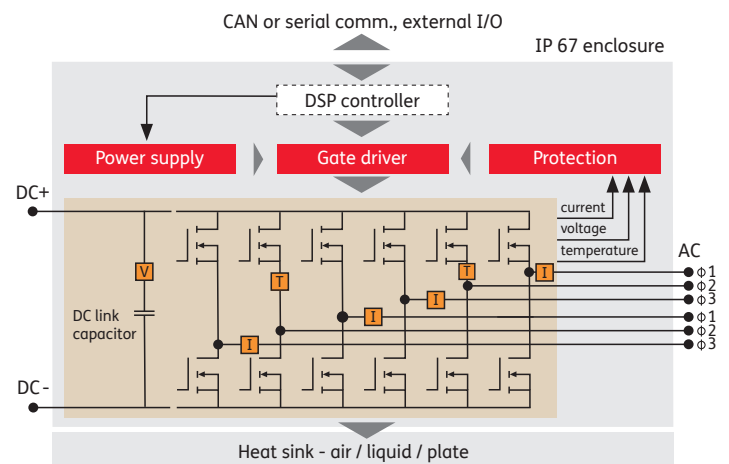 CAN or serial comm., external I/O
IP 67 enclosure
DSP controller
Power supply
Gate driver
Protection
DC+
current
voltage
temperature
AC
V
T
T
I
ϕ1
ϕ2
I
ϕ3
DC link
capacitor
I
ϕ1
ϕ2
I
ϕ3
DC -
Heat sink - air / liquid / plate